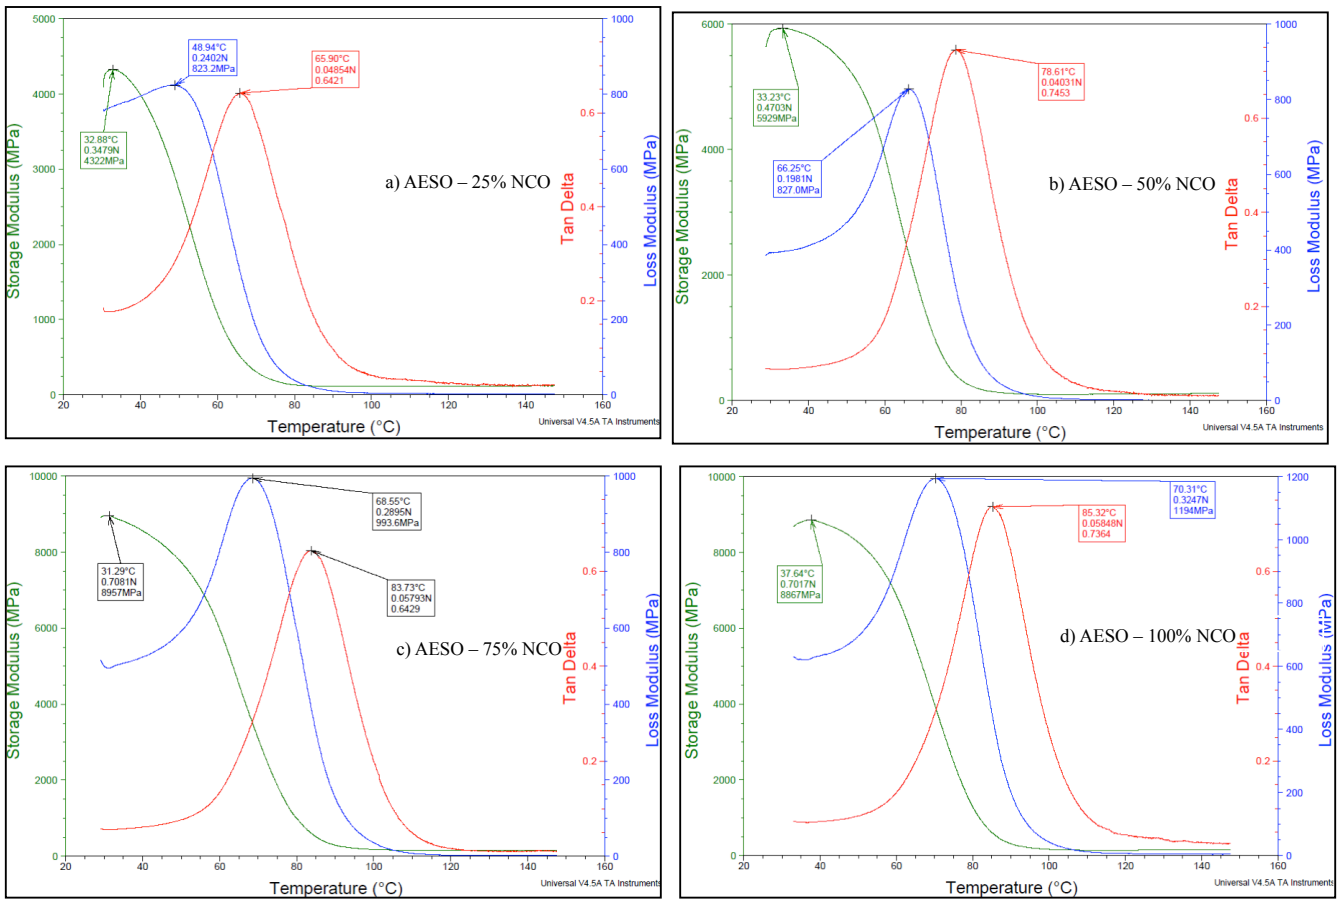 5000
4000
3000
2000
1000
0
Storage Modulus (MPa)
48.94°C
0.2402N
823.2MPa
65.90°C
0.04854N
0.6421
32.88°C
0.3479N
4322MPa
a) AESO – 25% NCO
0.6
0.4
0.2
Tan Delta
1000
800
600
400
200
0
Loss Modulus (MPa)
20 40 60 80 100 120 140 160
Temperature (°C)
Universal V4.5A TA Instruments
6000
4000
2000
0
Storage Modulus (MPa)
33.23°C
0.4703N
5929MPa
78.61°C
0.04031N
0.7453
66.25°C
0.1981N
827.0MPa
b) AESO – 50% NCO
0.6
0.4
0.2
Tan Delta
1000
800
600
400
200
0
Loss Modulus (MPa)
20 40 60 80 100 120 140 160
Temperature (°C)
Universal V4.5A TA Instruments
10000
8000
6000
4000
2000
0
Storage Modulus (MPa)
68.55°C
0.2895N
993.6MPa
31.29°C
0.7081N
8957MPa
83.73°C
0.05793N
0.6429
c) AESO – 75% NCO
0.6
0.4
0.2
Tan Delta
1000
800
600
400
200
0
Loss Modulus (MPa)
20 40 60 80 100 120 140 160
Temperature (°C)
Universal V4.5A TA Instruments
10000
8000
6000
4000
2000
0
Storage Modulus (MPa)
70.31°C
0.3247N
1194MPa
85.32°C
0.05848N
0.7364
37.64°C
0.7017N
8867MPa
d) AESO – 100% NCO
0.6
0.4
0.2
Tan Delta
1200
1000
800
600
400
200
0
Loss Modulus (MPa)
20 40 60 80 100 120 140 160
Temperature (°C)
Universal V4.5A TA Instruments